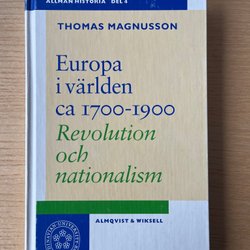 ALLMÄN HISTORIA DEL 4
THOMAS MAGNUSSON
Europa
i världen
ca 1700-1900
Revolution
och
nationalism
ALMQVIST & WIKSELL